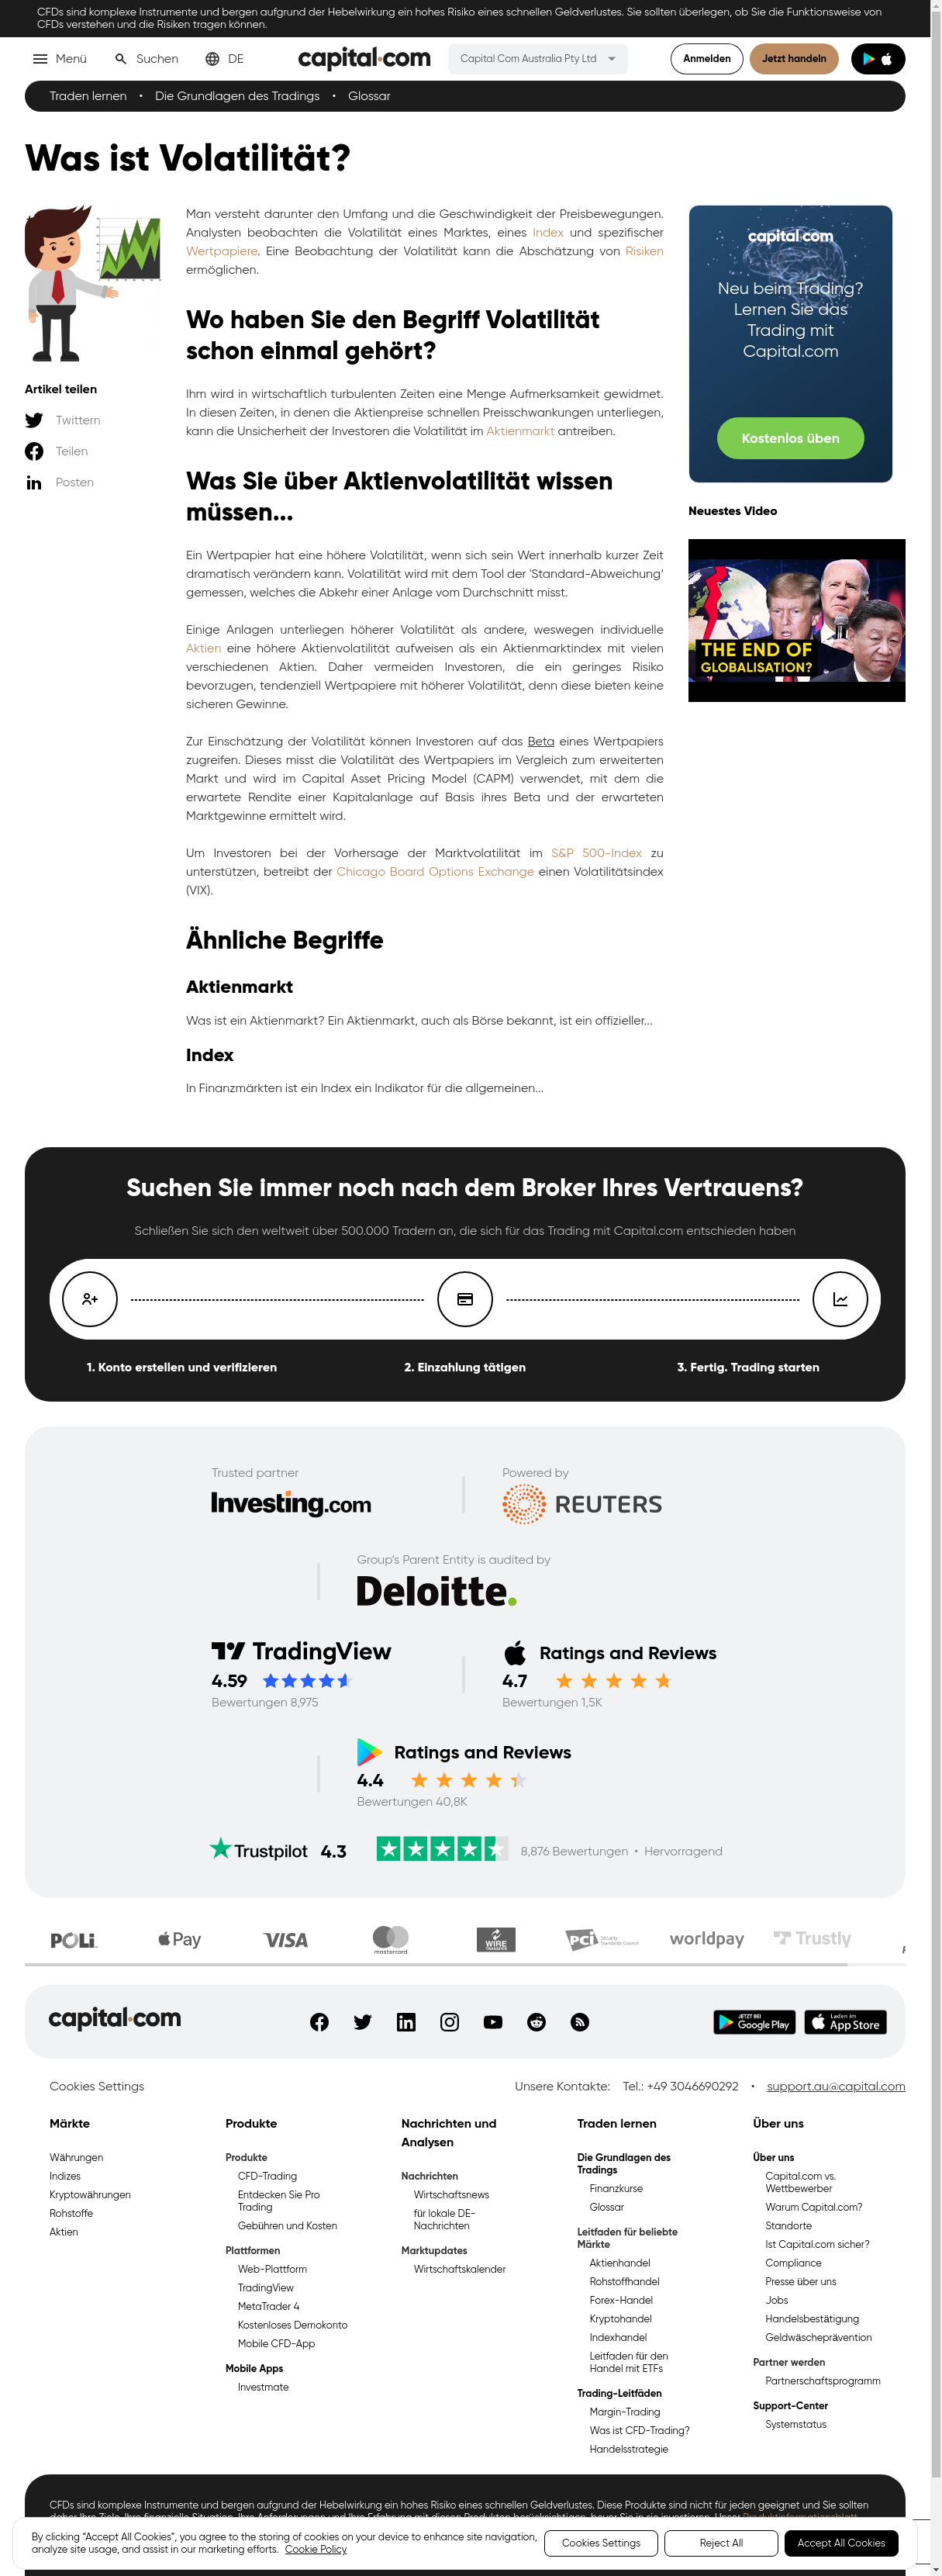 CFDs sind komplexe Instrumente und bergen aufgrund der Hebelwirkung ein hohes Risiko eines schnellen Geldverlustes. Sie sollten überlegen, ob Sie die Funktionsweise von
CFDs verstehen und die Risiken tragen können.
Menü Suchen DE capital.com Capital Com Australia Pty Ltd Anmelden Jetzt handeln
Traden lernen • Die Grundlagen des Tradings • Glossar
Was ist Volatilität?
Man versteht darunter den Umfang und die Geschwindigkeit der Preisbewegungen.
Analysten beobachten die Volatilität eines Marktes, eines Index und spezifischer
Wertpapiere. Eine Beobachtung der Volatilität kann die Abschätzung von Risiken
ermöglichen.
Wo haben Sie den Begriff Volatilität
schon einmal gehört?
Ihm wird in wirtschaftlich turbulenten Zeiten eine Menge Aufmerksamkeit gewidmet.
In diesen Zeiten, in denen die Aktienpreise schnellen Preisschwankungen unterliegen,
kann die Unsicherheit der Investoren die Volatilität im Aktienmarkt antreiben.
Artikel teilen
Twittern
Teilen
Posten
capital.com
Neu beim Trading?
Lernen Sie das
Trading mit
Capital.com
Kostenlos üben
Neuestes Video
THE END OF
GLOBALISATION?
Was Sie über Aktienvolatilität wissen
müssen...
Ein Wertpapier hat eine höhere Volatilität, wenn sich sein Wert innerhalb kurzer Zeit
dramatisch verändern kann. Volatilität wird mit dem Tool der 'Standard-Abweichung'
gemessen, welches die Abkehr einer Anlage vom Durchschnitt misst.
Einige Anlagen unterliegen höherer Volatilität als andere, weswegen individuelle
Aktien eine höhere Aktienvolatilität aufweisen als ein Aktienmarktindex mit vielen
verschiedenen Aktien. Daher vermeiden Investoren, die ein geringes Risiko
bevorzugen, tendenziell Wertpapiere mit höherer Volatilität, denn diese bieten keine
sicheren Gewinne.
Zur Einschätzung der Volatilität können Investoren auf das Beta eines Wertpapiers
zugreifen. Dieses misst die Volatilität des Wertpapiers im Vergleich zum erweiterten
Markt und wird im Capital Asset Pricing Model (CAPM) verwendet, mit dem die
erwartete Rendite einer Kapitalanlage auf Basis ihres Beta und der erwarteten
Marktgewinne ermittelt wird.
Um Investoren bei der Vorhersage der Marktvolatilität im S&P 500-Index zu
unterstützen, betreibt der Chicago Board Options Exchange einen Volatilitätsindex
(VIX).
Ähnliche Begriffe
Aktienmarkt
Was ist ein Aktienmarkt? Ein Aktienmarkt, auch als Börse bekannt, ist ein offizieller...
Index
In Finanzmärkten ist ein Index ein Indikator für die allgemeinen...
Suchen Sie immer noch nach dem Broker Ihres Vertrauens?
Schließen Sie sich den weltweit über 500.000 Tradern an, die sich für das Trading mit Capital.com entschieden haben
1. Konto erstellen und verifizieren 2. Einzahlung tätigen 3. Fertig. Trading starten
Trusted partner Powered by
Investing.com REUTERS
Group's Parent Entity is audited by
Deloitte.
TradingView Ratings and Reviews
4.59 4.7
Bewertungen 8,975 Bewertungen 1,5K
Ratings and Reviews
4.4
Bewertungen 40,8K
Trustpilot 4.3 8,876 Bewertungen • Hervorragend
POLi Pay VISA mastercard WIRE TRANSFER PCI Security Standards Council worldpay Trustly
capital.com JETZT BEI Google Play Laden im App Store
Cookies Settings Unsere Kontakte: Tel.: +49 3046690292 • support.au@capital.com
Märkte
Währungen
Indizes
Kryptowährungen
Rohstoffe
Aktien
Produkte
Produkte
CFD-Trading
Entdecken Sie Pro
Trading
Gebühren und Kosten
Plattformen
Web-Plattform
TradingView
MetaTrader 4
Kostenloses Demokonto
Mobile CFD-App
Mobile Apps
Investmate
Nachrichten und
Analysen
Nachrichten
Wirtschaftsnews
für lokale DE-
Nachrichten
Marktupdates
Wirtschaftskalender
Traden lernen
Die Grundlagen des
Tradings
Finanzkurse
Glossar
Leitfaden für beliebte
Märkte
Aktienhandel
Rohstoffhandel
Forex-Handel
Kryptohandel
Indexhandel
Leitfaden für den
Handel mit ETFs
Trading-Leitfäden
Margin-Trading
Was ist CFD-Trading?
Handelsstrategie
Über uns
Über uns
Capital.com vs.
Wettbewerber
Warum Capital.com?
Standorte
Ist Capital.com sicher?
Compliance
Presse über uns
Jobs
Handelsbestätigung
Geldwäscheprävention
Partner werden
Partnerschaftsprogramm
Support-Center
Systemstatus
CFDs sind komplexe Instrumente und bergen aufgrund der Hebelwirkung ein hohes Risiko eines schnellen Geldverlustes. Diese Produkte sind nicht für jeden geeignet und Sie sollten
By clicking "Accept All Cookies", you agree to the storing of cookies on your device to enhance site navigation,
analyze site usage, and assist in our marketing efforts. Cookie Policy
Cookies Settings Reject All Accept All Cookies